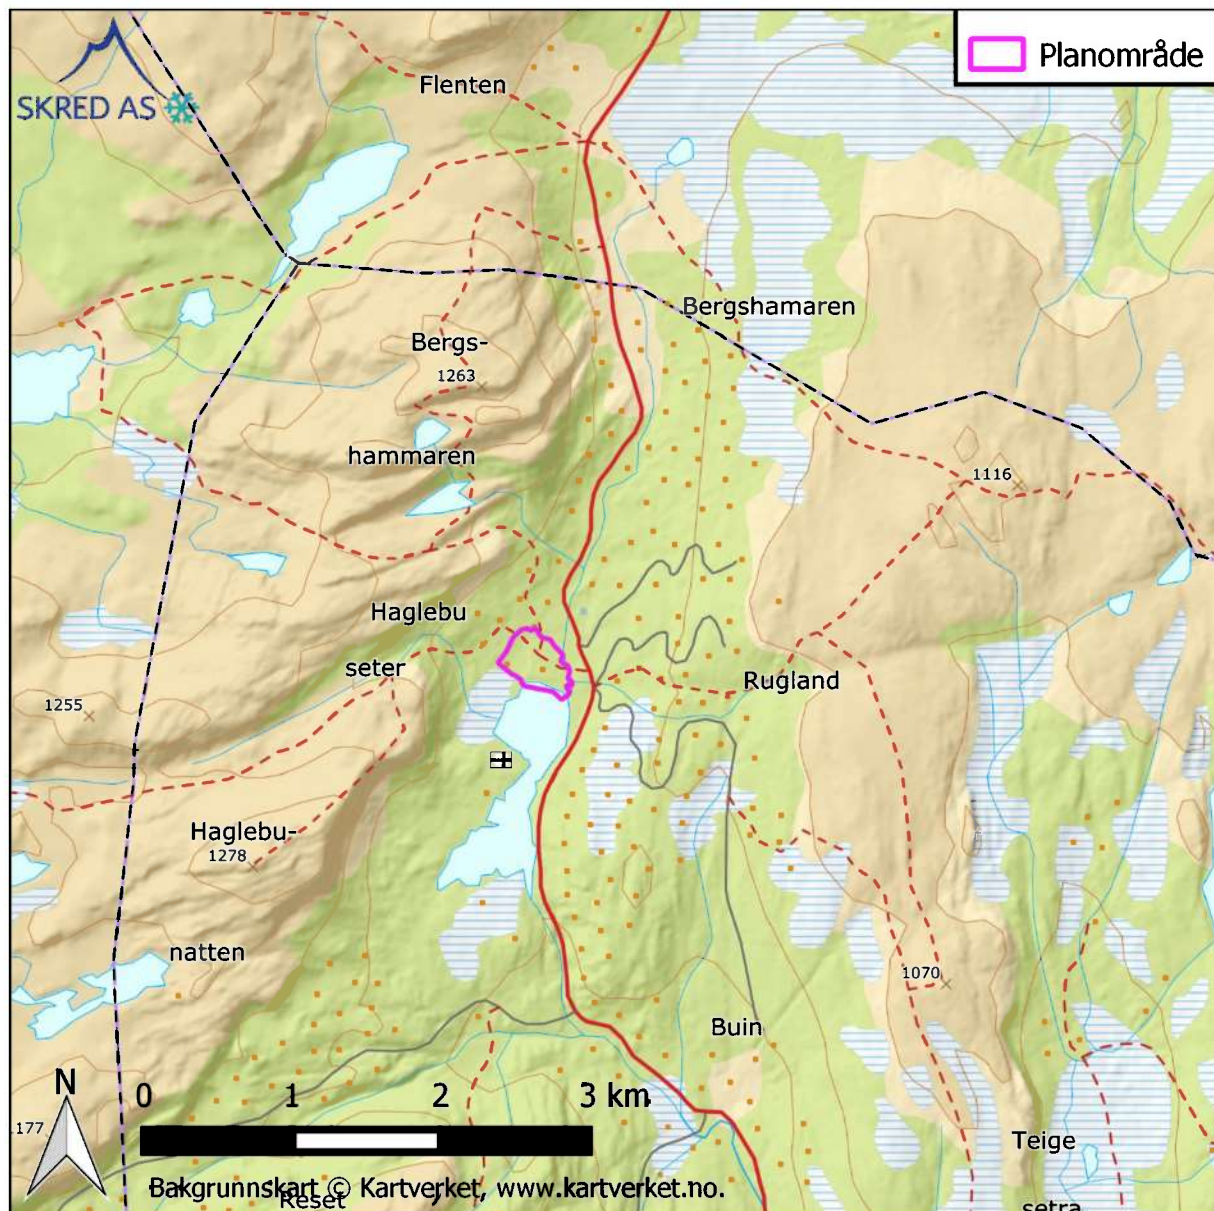 Planområde
SKRED AS
Flenten
Bergshamaren
Bergs-
1263
hammaren
1116
Haglebu
seter
Rugland
1255
Haglebu-
1278
natten
1070
Buin
N
0 1 2 3 km
1177
Teige
Bakgrunnskart © Kartverket, www.kartverket.no.
Reset
setra